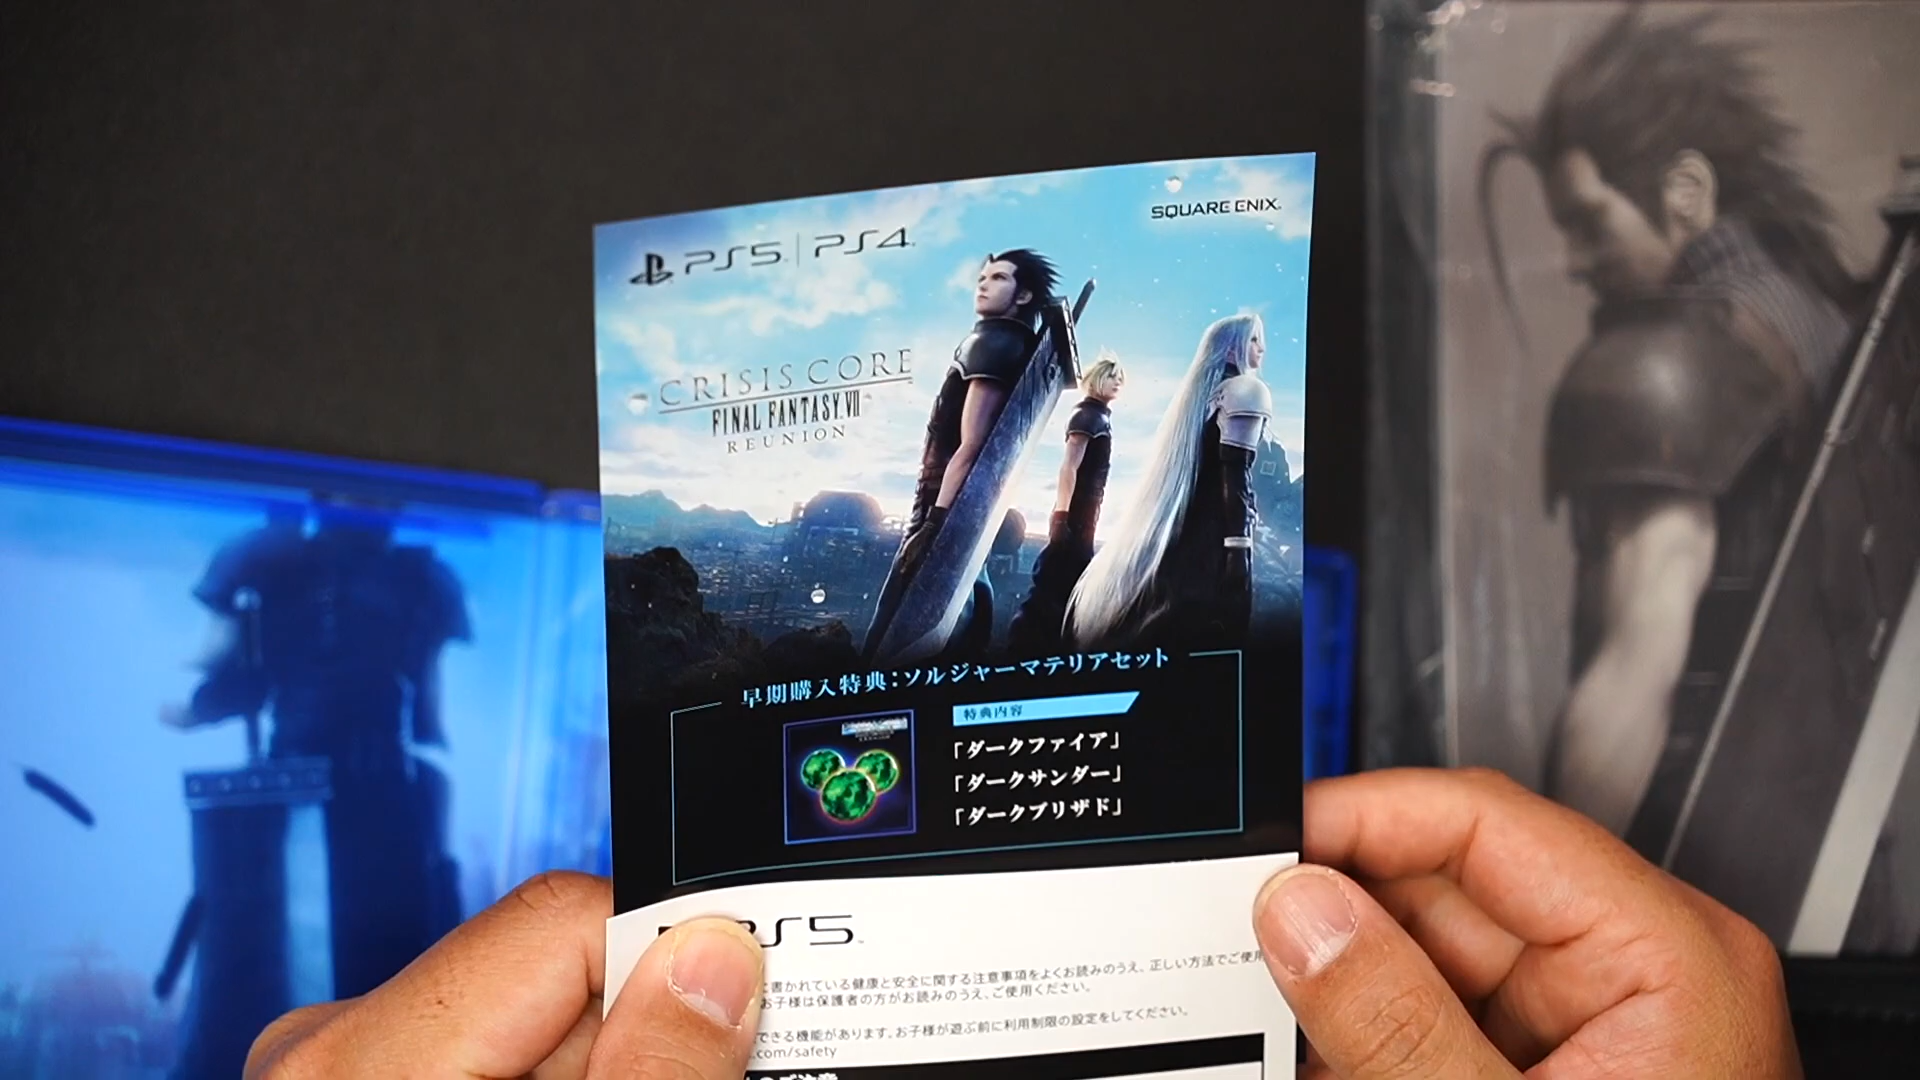 PS5 | PS4
SQUARE ENIX
CRISIS CORE
FINAL FANTASY VII
REUNION
早期購入特典：ソルジャーマテリアセット
特典内容
「ダークファイア」
「ダークサンダー」
「ダークブリザド」
PS5
書かれている健康と安全に関する注意事項をよくお読みのうえ、正しい方法でご使用
お子様は保護者の方がお読みのうえ、ご使用ください。
できる機能があります。お子様が遊ぶ前に利用制限の設定をしてください。
.com/safety